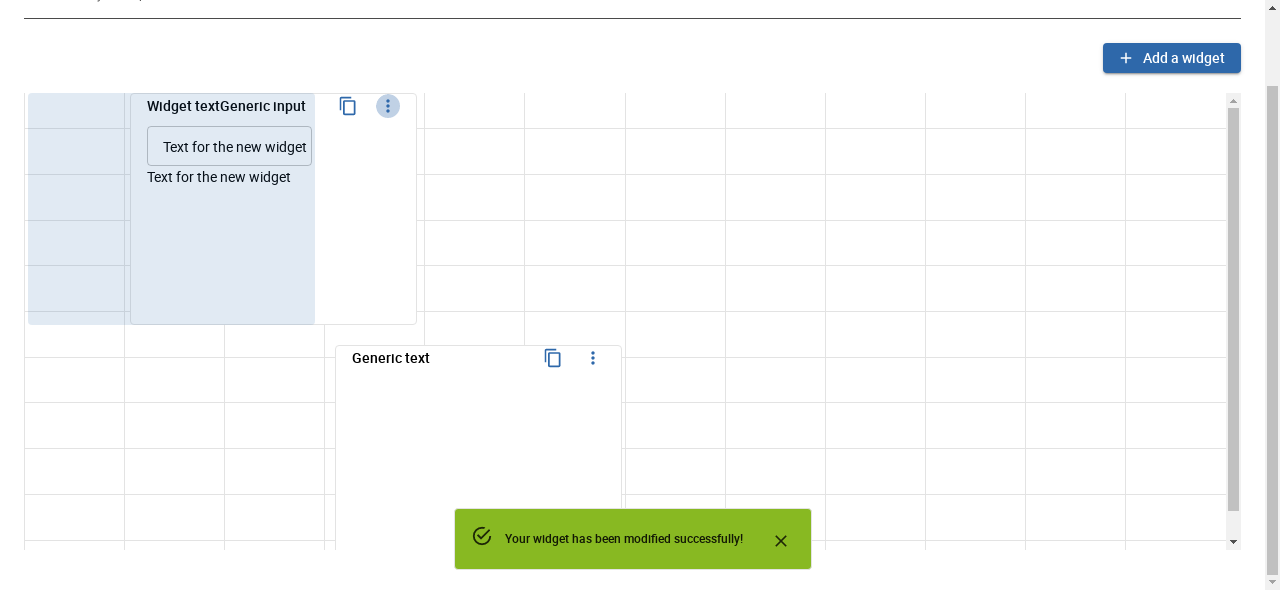 Add a widget
Widget textGeneric input
Text for the new widget
Text for the new widget
Generic text
Your widget has been modified successfully!